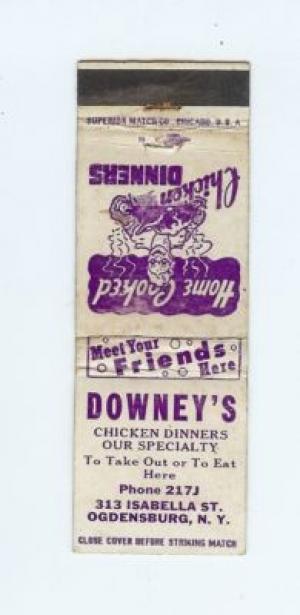 SUPERIOR MATCH CO., CHICAGO, U.S.A
Home Cooked
Chicken
DINNERS
Meet Your
Friends
Here
DOWNEY'S
CHICKEN DINNERS
OUR SPECIALTY
To Take Out or To Eat
Here
Phone 217J
313 ISABELLA ST.
OGDENSBURG, N. Y.
CLOSE COVER BEFORE STRIKING MATCH